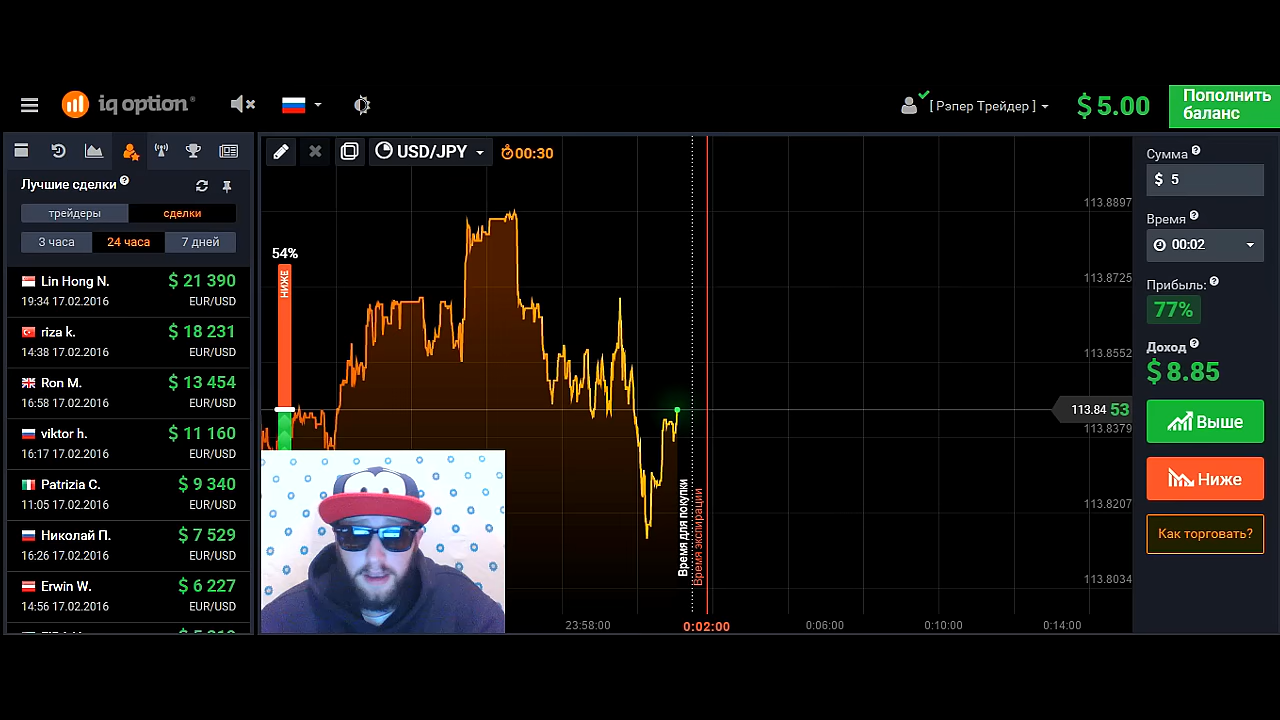 iq option®
[ Рэпер Трейдер ]
$ 5.00
Пополнить
баланс
Лучшие сделки ?
трейдеры
сделки
3 часа
24 часа
7 дней
Lin Hong N.
$ 21 390
19:34 17.02.2016
EUR/USD
riza k.
$ 18 231
14:38 17.02.2016
EUR/USD
Ron M.
$ 13 454
16:58 17.02.2016
EUR/USD
viktor h.
$ 11 160
16:17 17.02.2016
EUR/USD
Patrizia C.
$ 9 340
11:05 17.02.2016
EUR/USD
Николай П.
$ 7 529
16:26 17.02.2016
EUR/USD
Erwin W.
$ 6 227
14:56 17.02.2016
EUR/USD
USD/JPY
00:30
54%
НИЖЕ
Время для покупки
Время экспирации
113.8897
113.8725
113.8552
113.84 53
113.8379
113.8207
113.8034
23:58:00
0:02:00
0:06:00
0:10:00
0:14:00
Сумма ?
$ 5
Время ?
00:02
Прибыль: ?
77%
Доход ?
$ 8.85
Выше
Ниже
Как торговать?